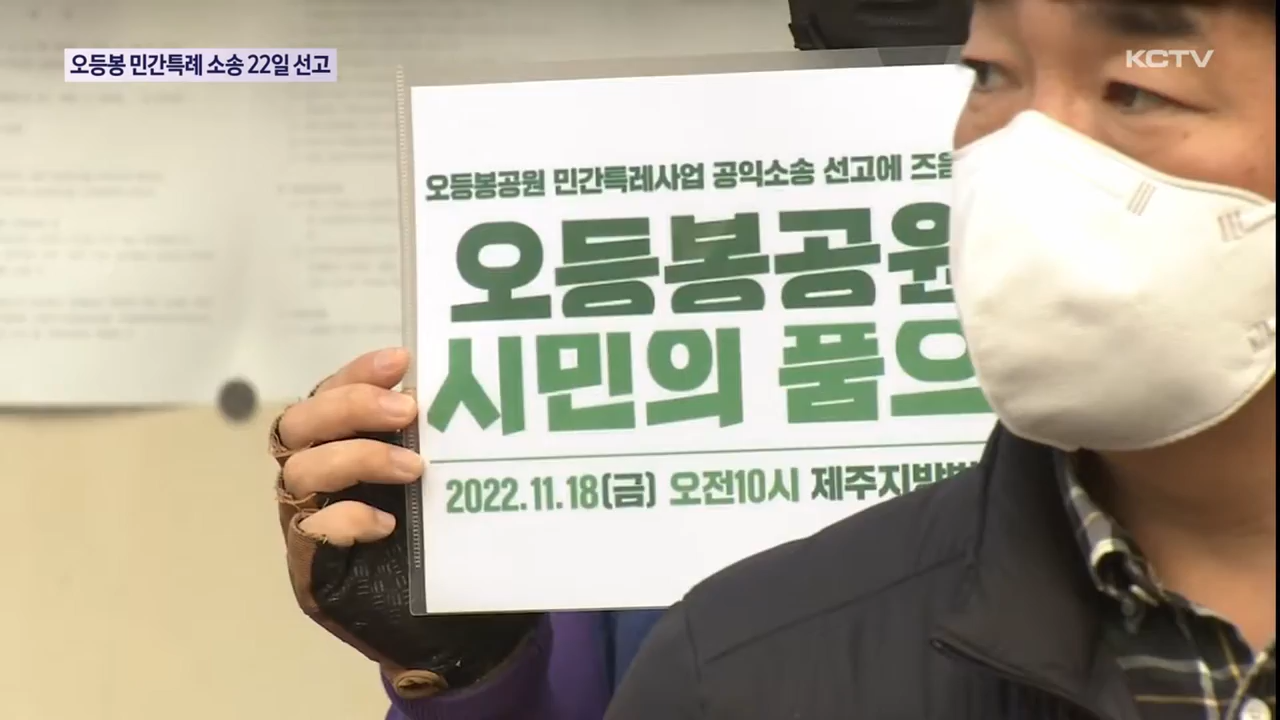 오등봉 민간특례 소송 22일 선고
KCTV
오등봉공원 민간특레사업 공익소송 선고에 즈음
오등봉공원
시민의 품으
2022.11.18(금) 오전10시 제주지방법